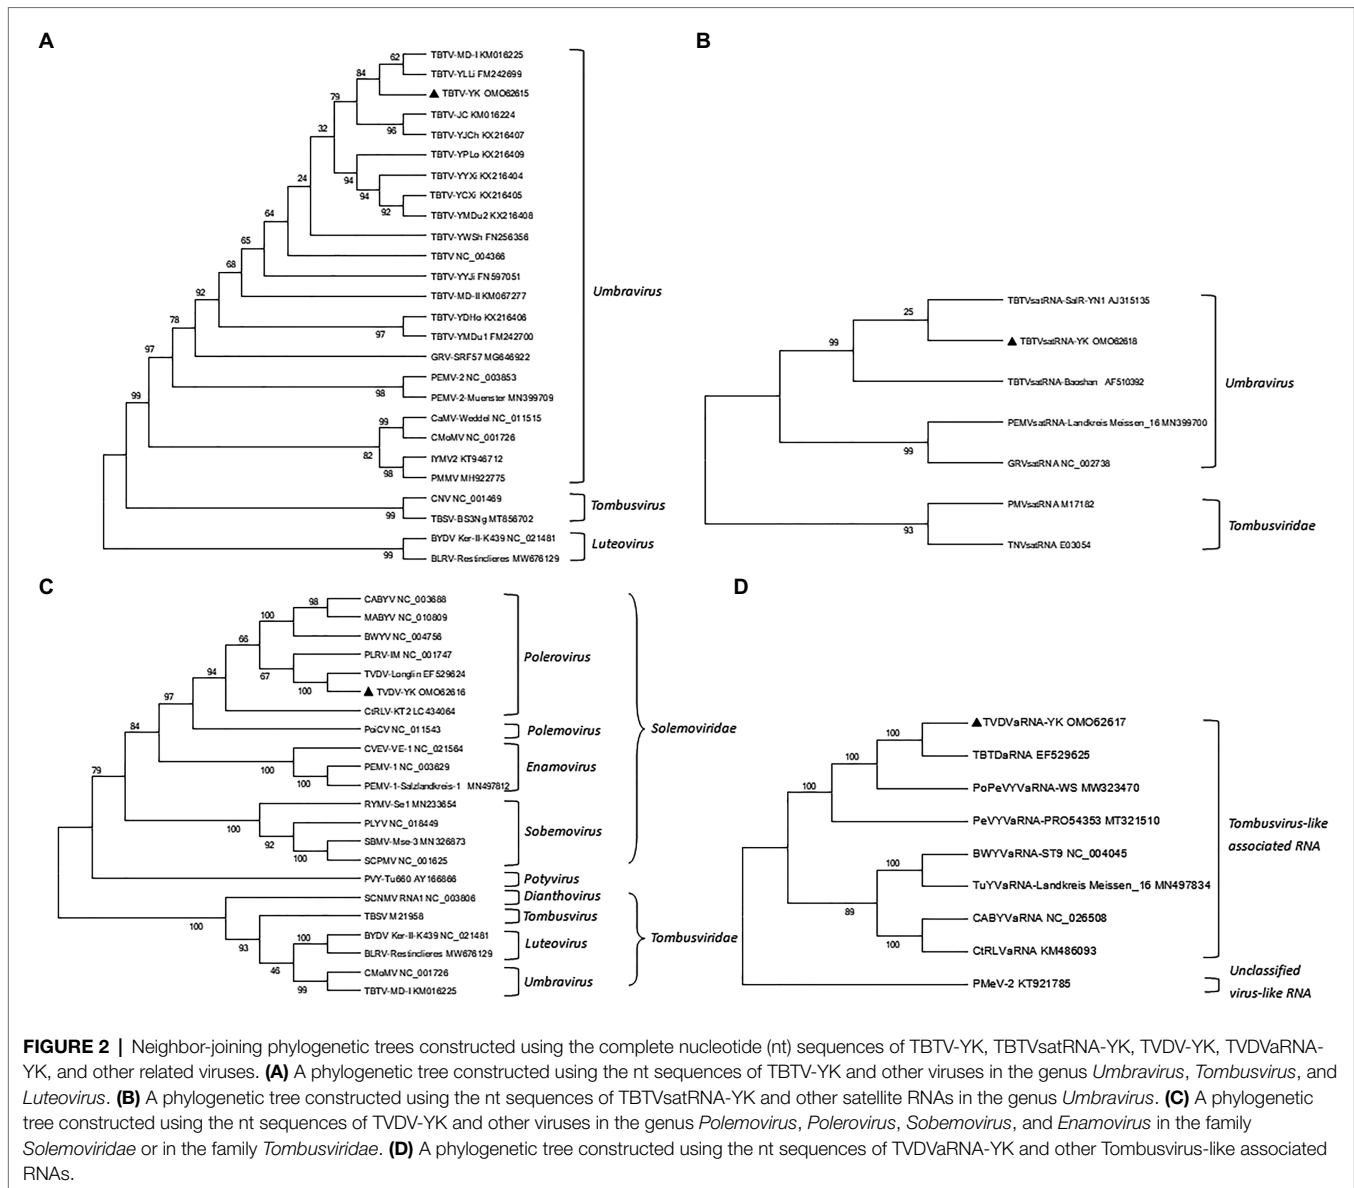 A
62
TBTV-MD-I KM016225
84
TBTV-YLLi FM242699
79
▲ TBTV-YK OMO62615
TBTV-JC KM016224
96
TBTV-YJCh KX216407
32
TBTV-YPLo KX216409
94
TBTV-YYXi KX216404
24
94
TBTV-YCXi KX216405
92
TBTV-YMDu2 KX216408
64
TBTV-YWSh FN256356
65
TBTV NC_004366
68
TBTV-YYJi FN597051
92
TBTV-MD-II KM067277
78
TBTV-YDHo KX216406
97
TBTV-YMDu1 FM242700
97
GRV-SRF57 MG646922
PEMV-2 NC_003853
98
PEMV-2-Muenster MN399709
99
99
CaMV-Weddel NC_011515
CMoMV NC_001726
82
IYMV2 KT946712
98
PMMV MH922775
CNV NC_001469
99
TBSV-BS3Ng MT856702
BYDV Ker-II-K439 NC_021481
99
BLRV-Restinclieres MW676129
Umbravirus
Tombusvirus
Luteovirus
B
TBTVsatRNA-SalR-YN1 AJ315135
25
▲ TBTVsatRNA-YK OMO62618
99
TBTVsatRNA-Baoshan AF510392
PEMVsatRNA-Landkreis Meissen_16 MN399700
99
GRVsatRNA NC_002738
PMVsatRNA M17182
93
TNVsatRNA E03054
Umbravirus
Tombusviridae
C
98
CABYV NC_003688
100
MABYV NC_010809
66
BWYV NC_004756
PLRV-IM NC_001747
67
94
TVDV-Longlin EF529624
100
▲ TVDV-YK OMO62616
97
CtRLV-KT2 LC434064
84
PoiCV NC_011543
CVEV-VE-1 NC_021564
100
PEMV-1 NC_003629
79
100
PEMV-1-Salzlandkreis-1 MN497812
RYMV-Se1 MN233654
100
PLYV NC_018449
92
SBMV-Mse-3 MN326873
100
SCPMV NC_001625
PVY-Tu660 AY166866
SCNMV RNA1 NC_003806
100
TBSV M21958
93
100
BYDV Ker-II-K439 NC_021481
BLRV-Restinclieres MW676129
46
CMoMV NC_001726
99
TBTV-MD-I KM016225
Polerovirus
Polemovirus
Enamovirus
Sobemovirus
Potyvirus
Dianthovirus
Tombusvirus
Luteovirus
Umbravirus
Solemoviridae
Tombusviridae
D
▲TVDVaRNA-YK OMO62617
100
TBTDaRNA EF529625
100
PoPeVYVaRNA-WS MW323470
100
PeVYVaRNA-PRO54353 MT321510
BWYVaRNA-ST9 NC_004045
100
TuYVaRNA-Landkreis Meissen_16 MN497834
89
CABYVaRNA NC_026508
100
CtRLVaRNA KM486093
PMeV-2 KT921785
Tombusvirus-like
associated RNA
Unclassified
virus-like RNA
FIGURE 2 | Neighbor-joining phylogenetic trees constructed using the complete nucleotide (nt) sequences of TBTV-YK, TBTVsatRNA-YK, TVDV-YK, TVDVaRNA-
YK, and other related viruses. (A) A phylogenetic tree constructed using the nt sequences of TBTV-YK and other viruses in the genus Umbravirus, Tombusvirus, and
Luteovirus. (B) A phylogenetic tree constructed using the nt sequences of TBTVsatRNA-YK and other satellite RNAs in the genus Umbravirus. (C) A phylogenetic
tree constructed using the nt sequences of TVDV-YK and other viruses in the genus Polemovirus, Polerovirus, Sobemovirus, and Enamovirus in the family
Solemoviridae or in the family Tombusviridae. (D) A phylogenetic tree constructed using the nt sequences of TVDVaRNA-YK and other Tombusvirus-like associated
RNAs.